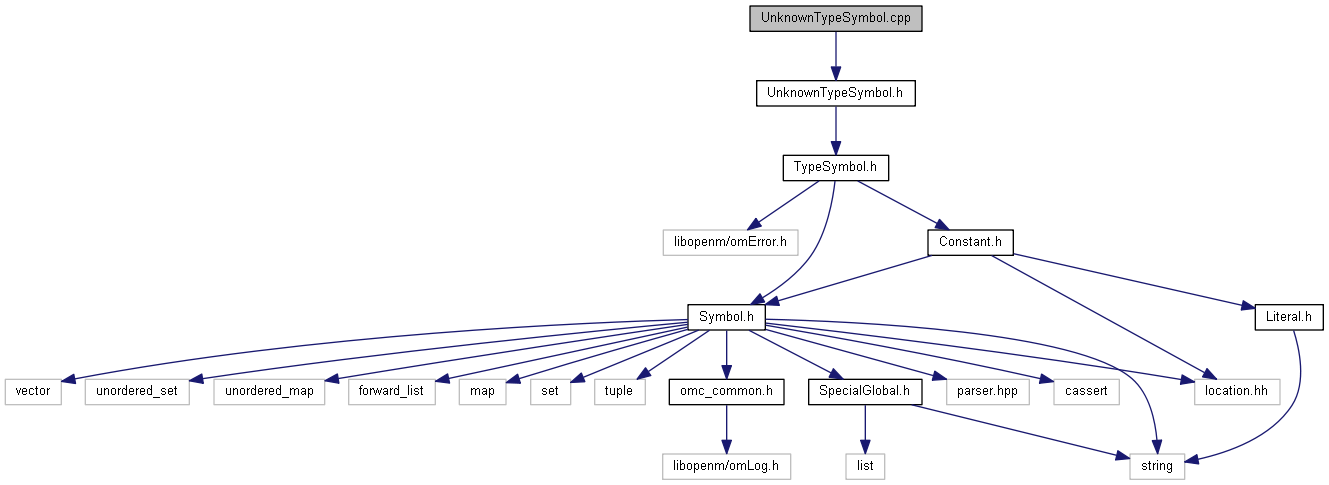 UnknownTypeSymbol.cpp
UnknownTypeSymbol.h
TypeSymbol.h
libopenm/omError.h
Constant.h
Symbol.h
Literal.h
vector
unordered_set
unordered_map
forward_list
map
set
tuple
omc_common.h
SpecialGlobal.h
parser.hpp
cassert
location.hh
libopenm/omLog.h
list
string